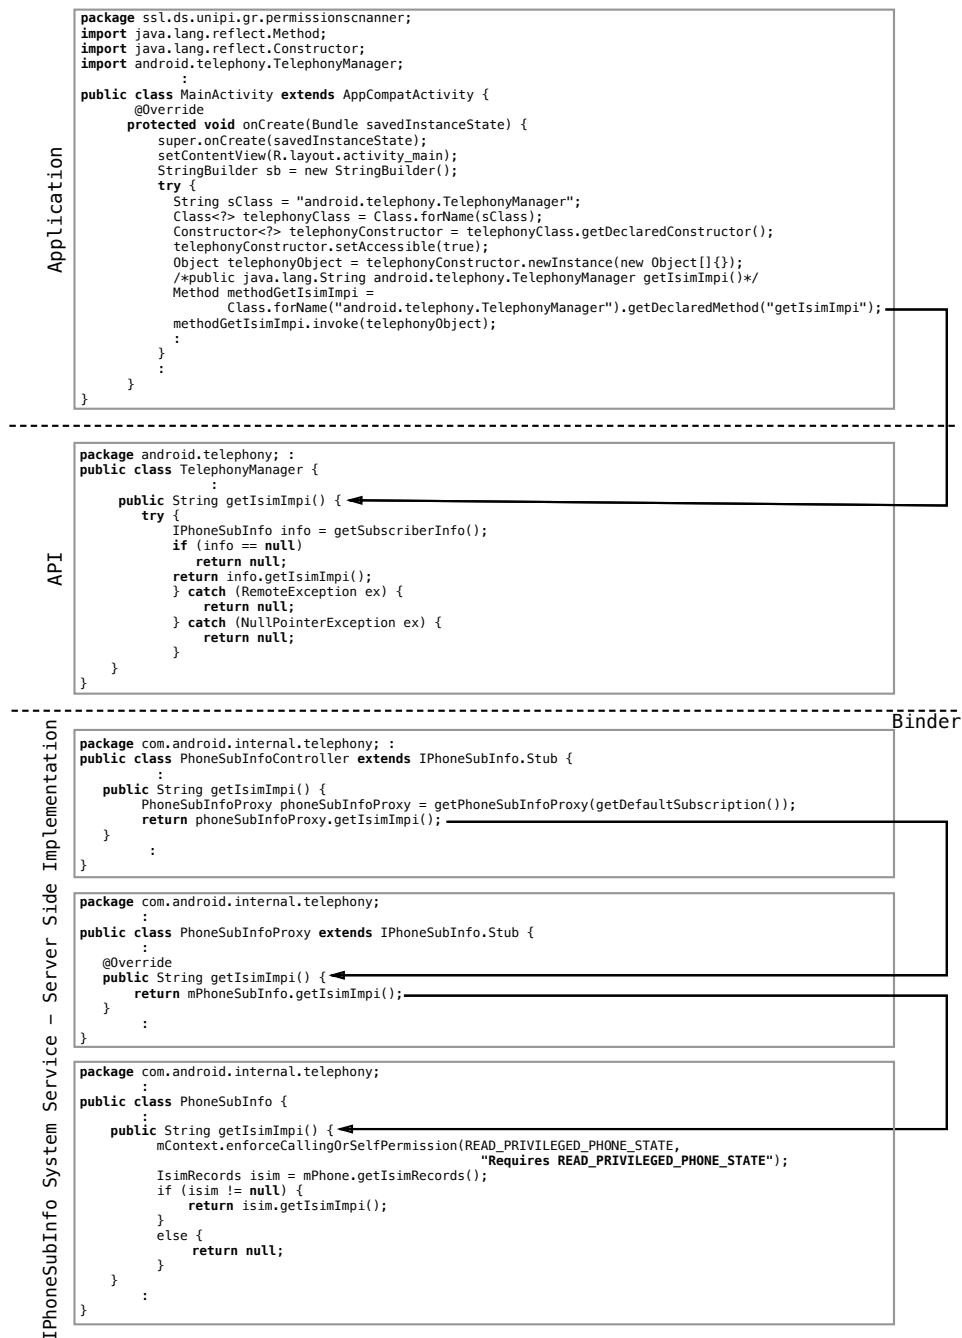 Application
package ssl.ds.unipi.gr.permissionscnanner;
import java.lang.reflect.Method;
import java.lang.reflect.Constructor;
import android.telephony.TelephonyManager;
:
public class MainActivity extends AppCompatActivity {
@Override
protected void onCreate(Bundle savedInstanceState) {
super.onCreate(savedInstanceState);
setContentView(R.layout.activity_main);
StringBuilder sb = new StringBuilder();
try {
String sClass = "android.telephony.TelephonyManager";
Class<?> telephonyClass = Class.forName(sClass);
Constructor<?> telephonyConstructor = telephonyClass.getDeclaredConstructor();
telephonyConstructor.setAccessible(true);
Object telephonyObject = telephonyConstructor.newInstance(new Object[]{});
/*public java.lang.String android.telephony.TelephonyManager getIsimImpi()*/
Method methodGetIsimImpi =
Class.forName("android.telephony.TelephonyManager").getDeclaredMethod("getIsimImpi");
methodGetIsimImpi.invoke(telephonyObject);
:
}
:
}
}
API
package android.telephony; :
public class TelephonyManager {
:
public String getIsimImpi() {
try {
IPhoneSubInfo info = getSubscriberInfo();
if (info == null)
return null;
return info.getIsimImpi();
} catch (RemoteException ex) {
return null;
} catch (NullPointerException ex) {
return null;
}
}
}
Binder
IPhoneSubInfo System Service – Server Side Implementation
package com.android.internal.telephony; :
public class PhoneSubInfoController extends IPhoneSubInfo.Stub {
:
public String getIsimImpi() {
PhoneSubInfoProxy phoneSubInfoProxy = getPhoneSubInfoProxy(getDefaultSubscription());
return phoneSubInfoProxy.getIsimImpi();
}
:
}
package com.android.internal.telephony;
:
public class PhoneSubInfoProxy extends IPhoneSubInfo.Stub {
:
@Override
public String getIsimImpi() {
return mPhoneSubInfo.getIsimImpi();
}
:
}
package com.android.internal.telephony;
:
public class PhoneSubInfo {
:
public String getIsimImpi() {
mContext.enforceCallingOrSelfPermission(READ_PRIVILEGED_PHONE_STATE,
"Requires READ_PRIVILEGED_PHONE_STATE");
IsimRecords isim = mPhone.getIsimRecords();
if (isim != null) {
return isim.getIsimImpi();
}
else {
return null;
}
}
:
}